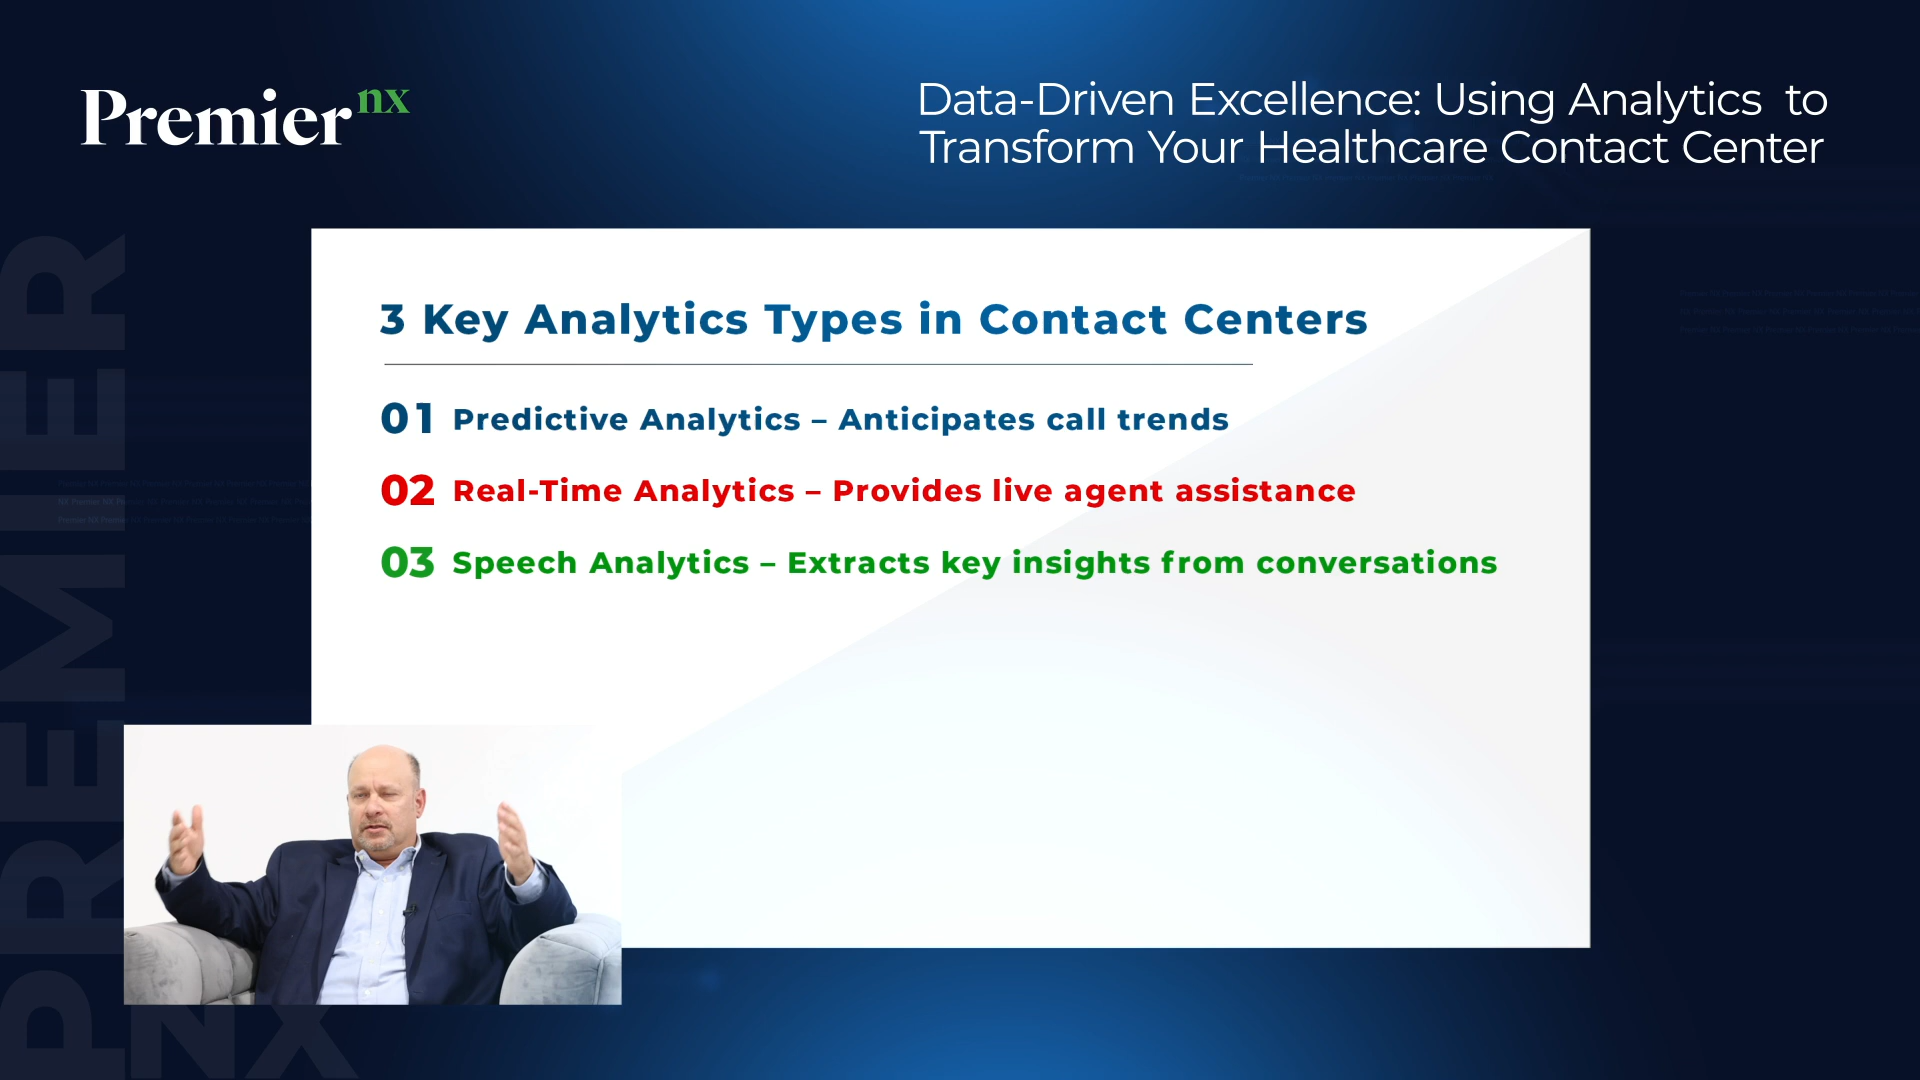 Premier nx
Data-Driven Excellence: Using Analytics to
Transform Your Healthcare Contact Center
3 Key Analytics Types in Contact Centers
01 Predictive Analytics – Anticipates call trends
02 Real-Time Analytics – Provides live agent assistance
03 Speech Analytics – Extracts key insights from conversations
PREMIER
NX